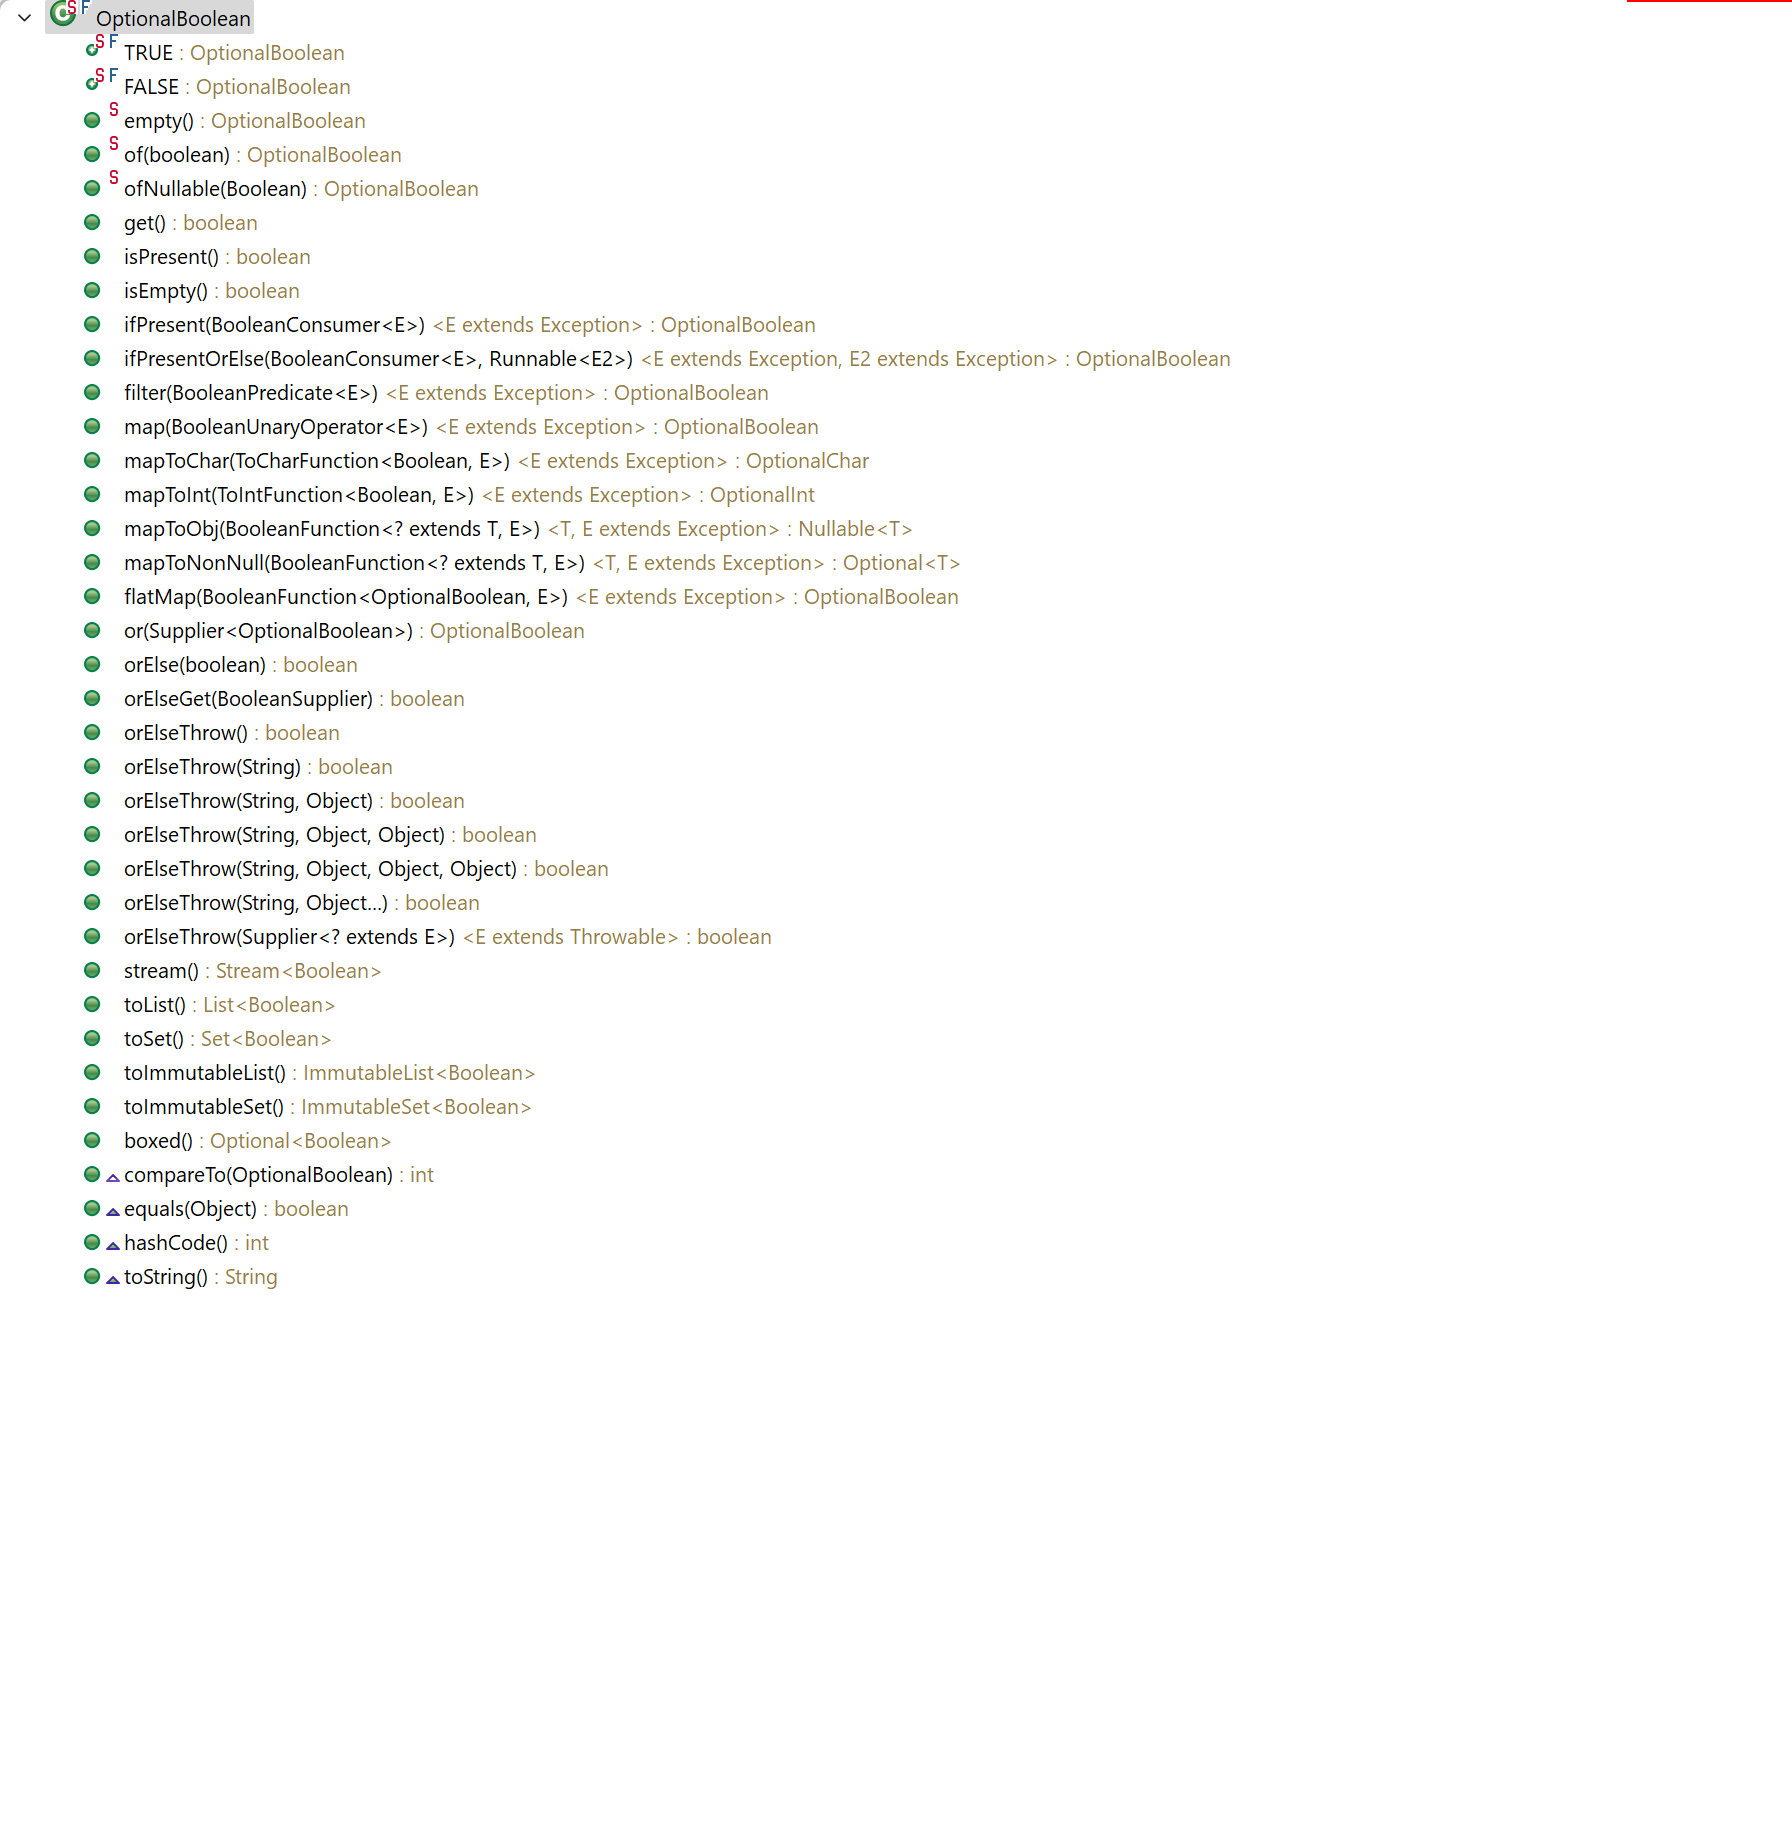 OptionalBoolean
TRUE : OptionalBoolean
FALSE : OptionalBoolean
empty() : OptionalBoolean
of(boolean) : OptionalBoolean
ofNullable(Boolean) : OptionalBoolean
get() : boolean
isPresent() : boolean
isEmpty() : boolean
ifPresent(BooleanConsumer<E>) <E extends Exception> : OptionalBoolean
ifPresentOrElse(BooleanConsumer<E>, Runnable<E2>) <E extends Exception, E2 extends Exception> : OptionalBoolean
filter(BooleanPredicate<E>) <E extends Exception> : OptionalBoolean
map(BooleanUnaryOperator<E>) <E extends Exception> : OptionalBoolean
mapToChar(ToCharFunction<Boolean, E>) <E extends Exception> : OptionalChar
mapToInt(ToIntFunction<Boolean, E>) <E extends Exception> : OptionalInt
mapToObj(BooleanFunction<? extends T, E>) <T, E extends Exception> : Nullable<T>
mapToNonNull(BooleanFunction<? extends T, E>) <T, E extends Exception> : Optional<T>
flatMap(BooleanFunction<OptionalBoolean, E>) <E extends Exception> : OptionalBoolean
or(Supplier<OptionalBoolean>) : OptionalBoolean
orElse(boolean) : boolean
orElseGet(BooleanSupplier) : boolean
orElseThrow() : boolean
orElseThrow(String) : boolean
orElseThrow(String, Object) : boolean
orElseThrow(String, Object, Object) : boolean
orElseThrow(String, Object, Object, Object) : boolean
orElseThrow(String, Object...) : boolean
orElseThrow(Supplier<? extends E>) <E extends Throwable> : boolean
stream() : Stream<Boolean>
toList() : List<Boolean>
toSet() : Set<Boolean>
toImmutableList() : ImmutableList<Boolean>
toImmutableSet() : ImmutableSet<Boolean>
boxed() : Optional<Boolean>
compareTo(OptionalBoolean) : int
equals(Object) : boolean
hashCode() : int
toString() : String